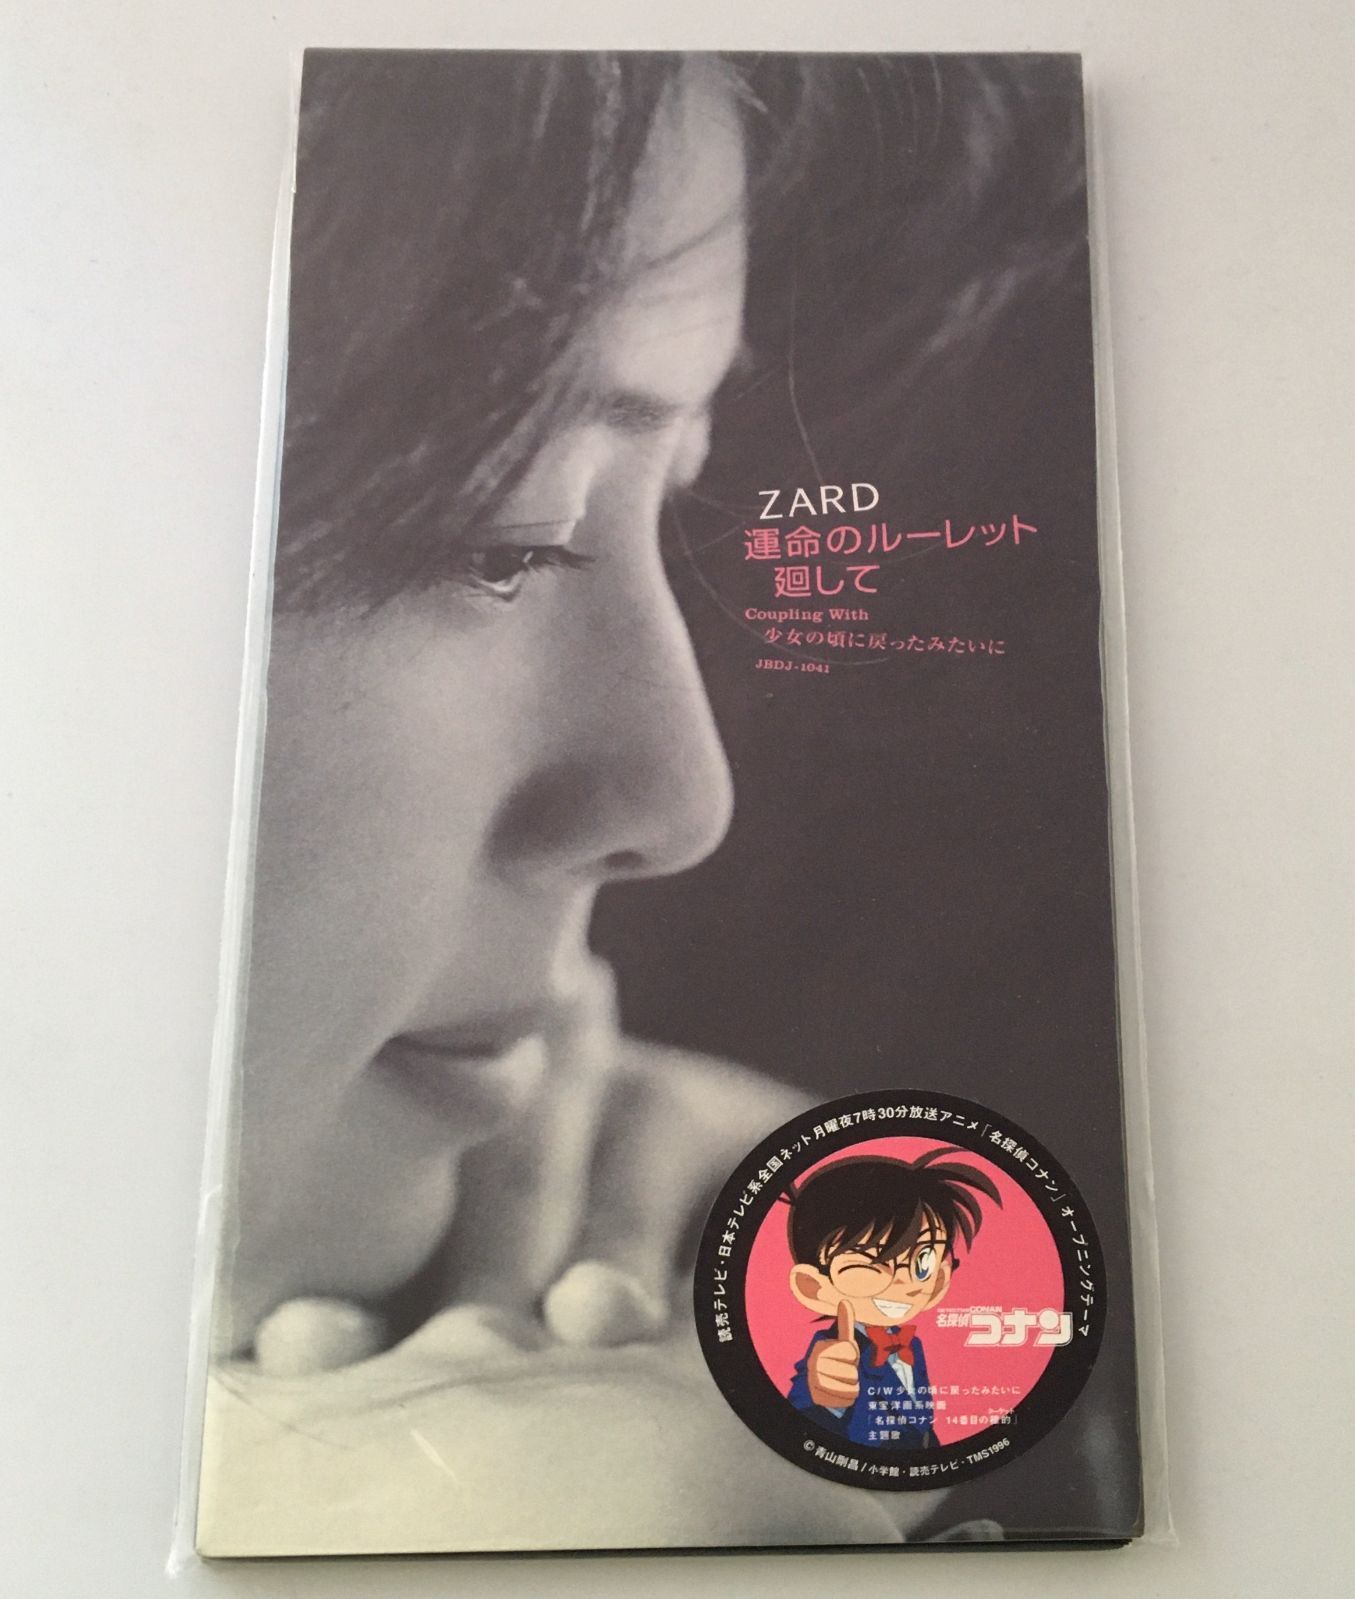 ZARD
運命のルーレット
廻して
Coupling With
少女の頃に戻ったみたいに
JBDJ-1041
読売テレビ・日本テレビ系全国ネット月曜夜7時30分放送アニメ「名探偵コナン」オープニングテーマ
DETECTIVE CONAN
名探偵コナン
C/W 少女の頃に戻ったみたいに
東宝洋画系映画
ターゲット
「名探偵コナン 14番目の標的」
主題歌
© 青山剛昌 / 小学館・読売テレビ・TMS1996